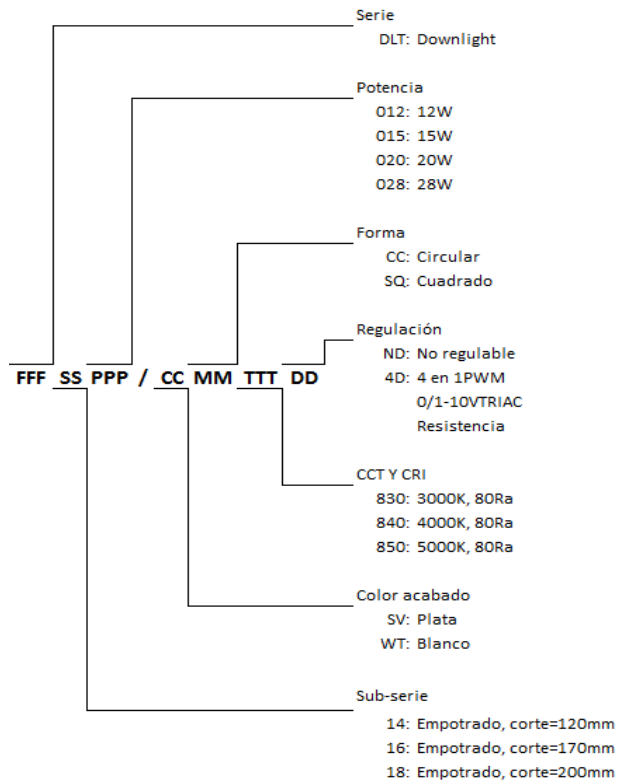 Serie
DLT: Downlight
Potencia
012: 12W
015: 15W
020: 20W
028: 28W
Forma
CC: Circular
SQ: Cuadrado
Regulación
ND: No regulable
4D: 4 en 1PWM
0/1-10VTRIAC
Resistencia
FFF SS PPP / CC MM TTT DD
CCT Y CRI
830: 3000K, 80Ra
840: 4000K, 80Ra
850: 5000K, 80Ra
Color acabado
SV: Plata
WT: Blanco
Sub-serie
14: Empotrado, corte=120mm
16: Empotrado, corte=170mm
18: Empotrado, corte=200mm